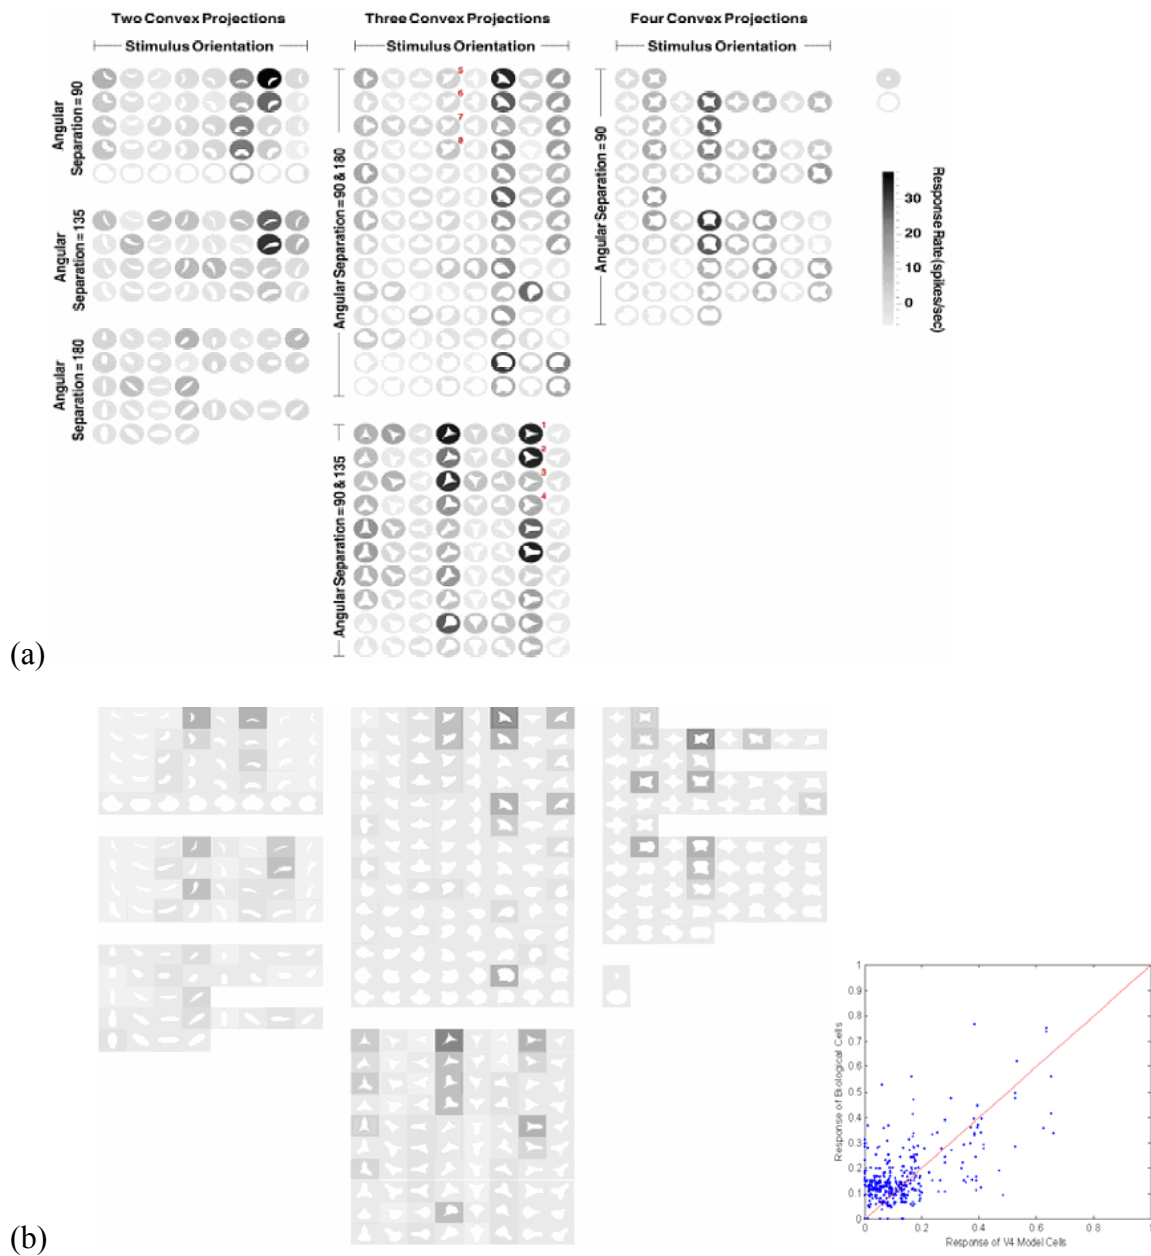 Two Convex Projections
Three Convex Projections
Four Convex Projections
Stimulus Orientation
Stimulus Orientation
Stimulus Orientation
Angular
Separation = 90
Angular
Separation = 135
Angular
Separation = 180
Angular Separation = 90 & 180
5
6
7
8
Angular Separation = 90 & 135
1
2
3
4
Angular Separation = 90
30
20
10
0
Response Rate (spikes/sec)
(a)
(b)
1
0.9
0.8
0.7
0.6
0.5
0.4
0.3
0.2
0.1
0
Response of Biological Cells
0 0.2 0.4 0.6 0.8 1
Response of V4 Model Cells